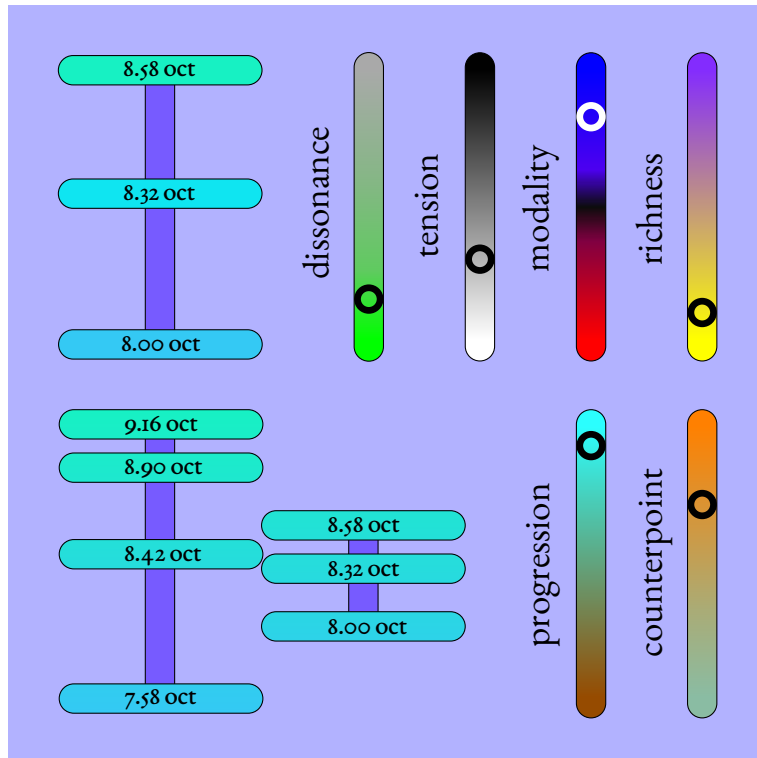 8.58 oct
8.32 oct
8.00 oct
dissonance
tension
modality
richness
9.16 oct
8.90 oct
8.42 oct
7.58 oct
8.58 oct
8.32 oct
8.00 oct
progression
counterpoint